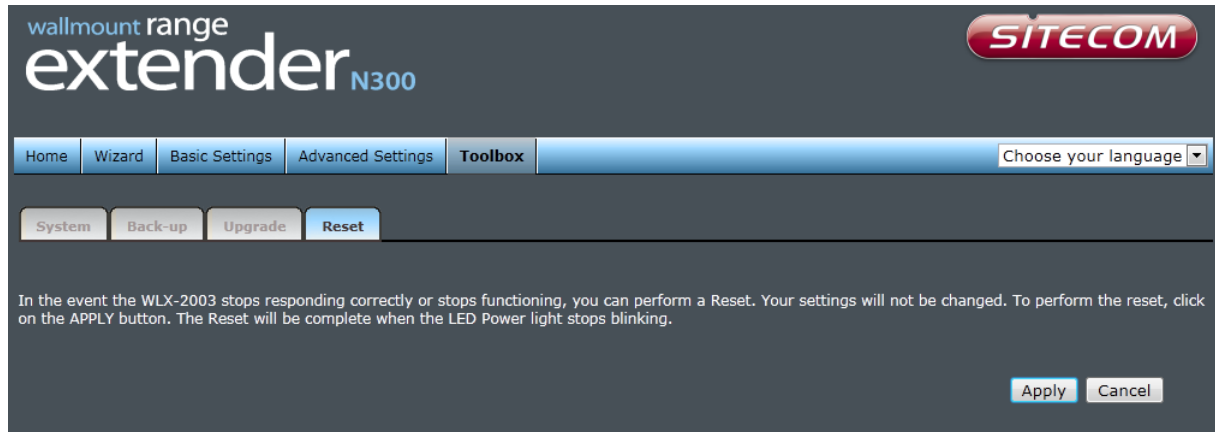 wallmount range
extender N300
SITECOM
Home Wizard Basic Settings Advanced Settings Toolbox Choose your language
System Back-up Upgrade Reset
In the event the WLX-2003 stops responding correctly or stops functioning, you can perform a Reset. Your settings will not be changed. To perform the reset, click
on the APPLY button. The Reset will be complete when the LED Power light stops blinking.
Apply Cancel